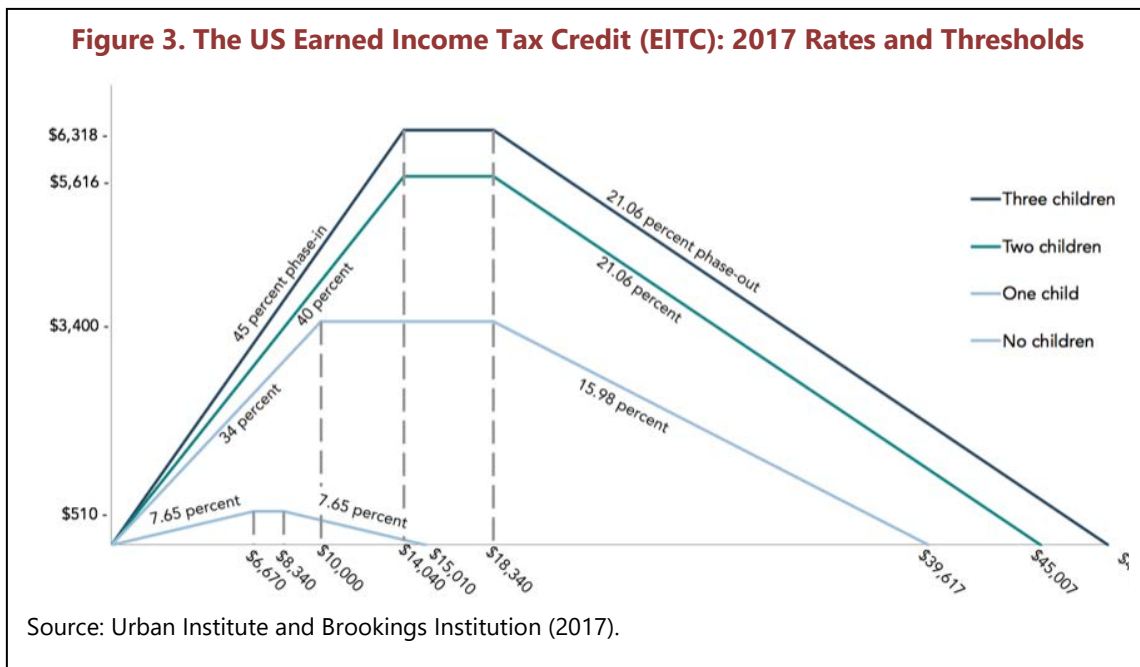 Figure 3. The US Earned Income Tax Credit (EITC): 2017 Rates and Thresholds
$6,318 -
$5,616 -
$3,400 -
$510 -
45 percent phase-in
40 percent
34 percent
7.65 percent
7.65 percent
21.06 percent phase-out
21.06 percent
15.98 percent
Three children
Two children
One child
No children
$6,670
$8,340
$10,000
$14,040
$15,010
$18,340
$39,617
$45,007
Source: Urban Institute and Brookings Institution (2017).